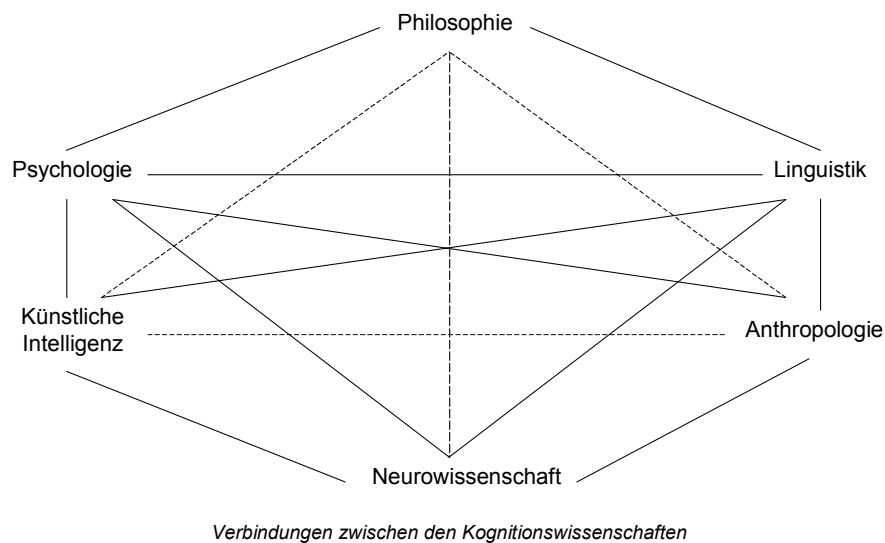 Philosophie
Psychologie
Linguistik
Künstliche
Intelligenz
Anthropologie
Neurowissenschaft
Verbindungen zwischen den Kognitionswissenschaften